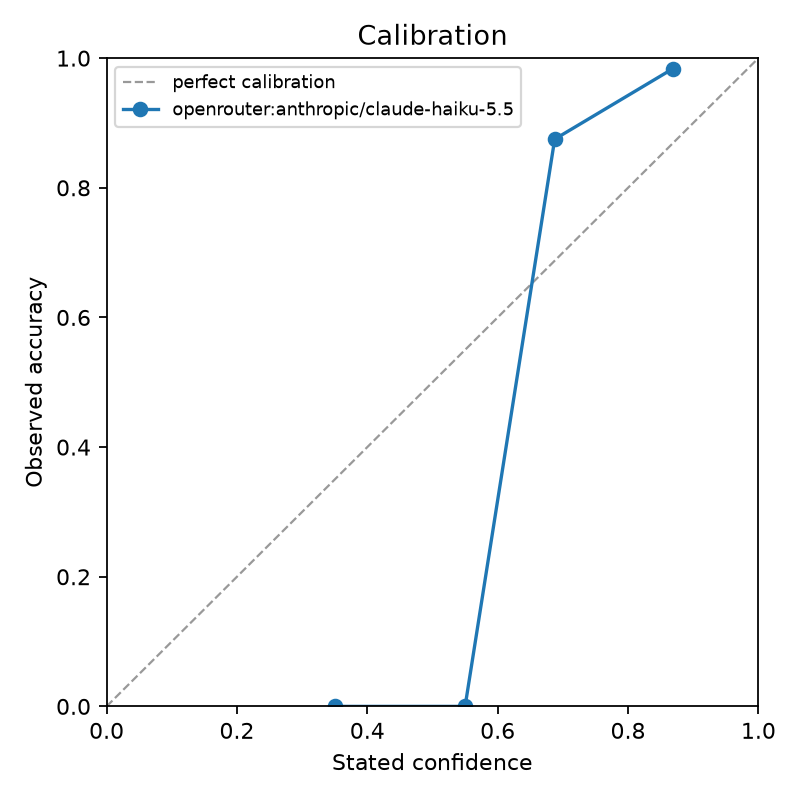 Calibration
perfect calibration
openrouter:anthropic/claude-haiku-5.5
1.0
0.8
0.6
0.4
0.2
0.0
Observed accuracy
0.0 0.2 0.4 0.6 0.8 1.0
Stated confidence